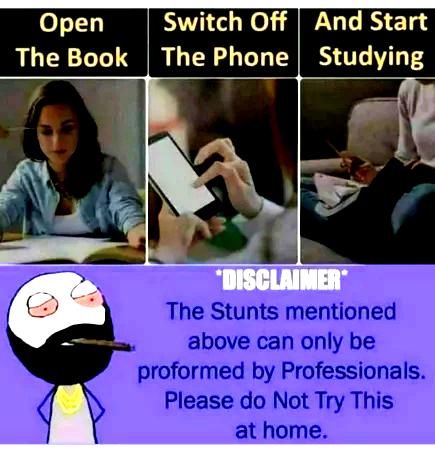 Open
The Book
Switch Off
The Phone
And Start
Studying
*DISCLAIMER*
The Stunts mentioned
above can only be
proformed by Professionals.
Please do Not Try This
at home.